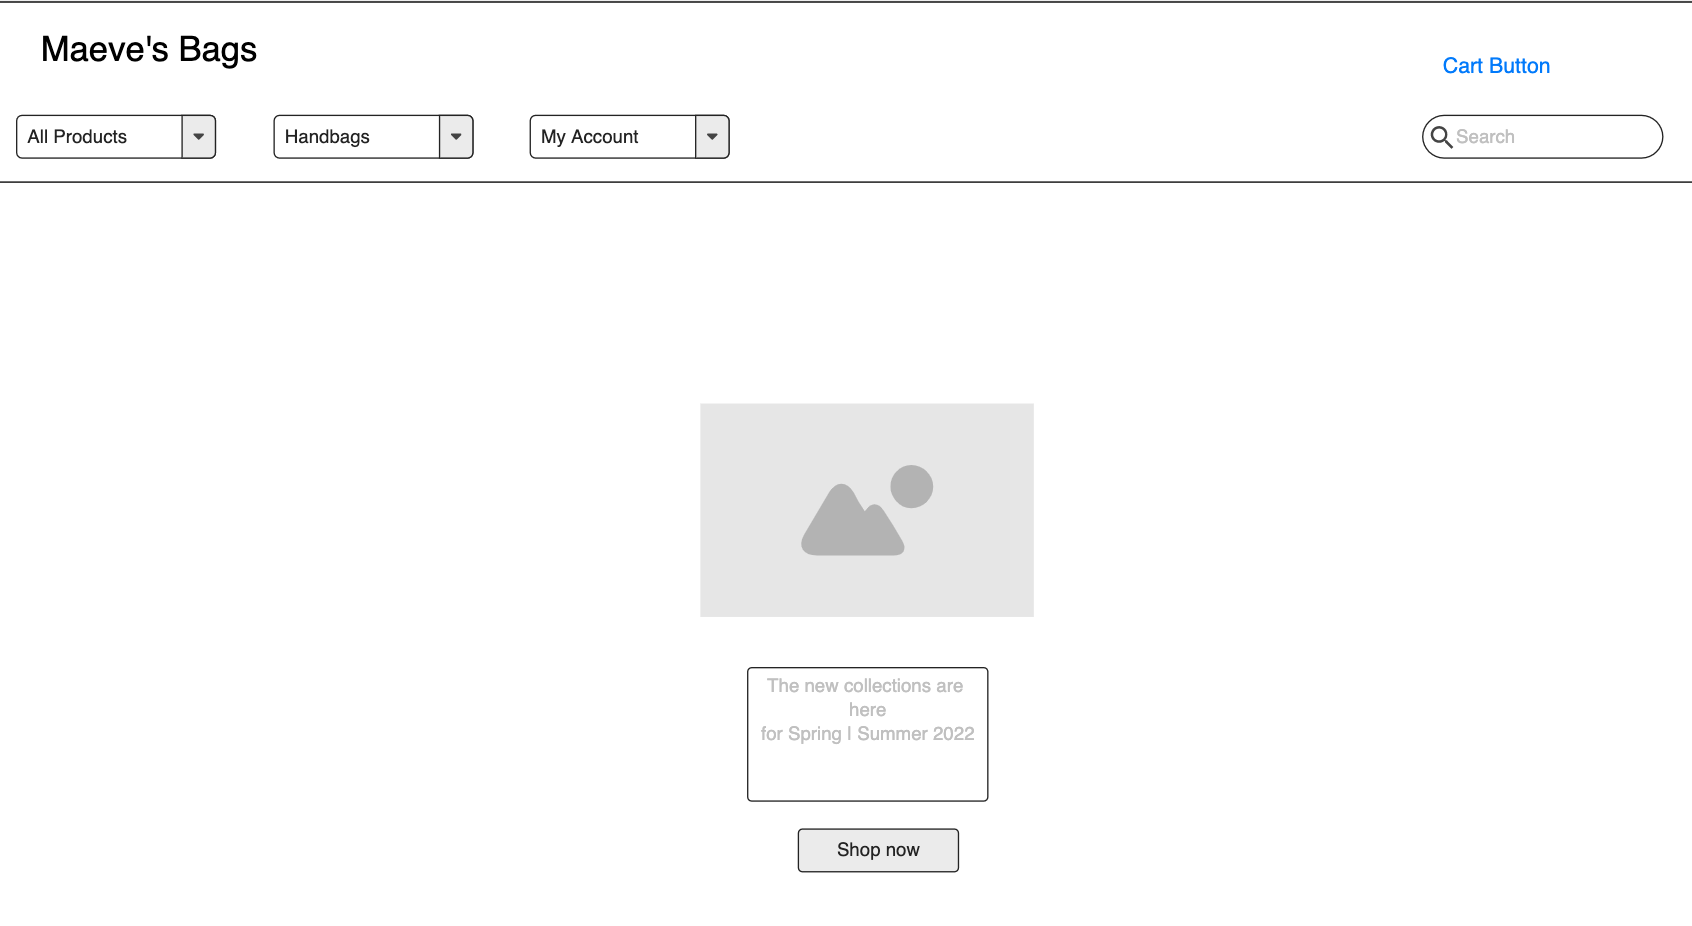 Maeve's Bags
Cart Button
All Products
Handbags
My Account
Search
The new collections are
here
for Spring | Summer 2022
Shop now